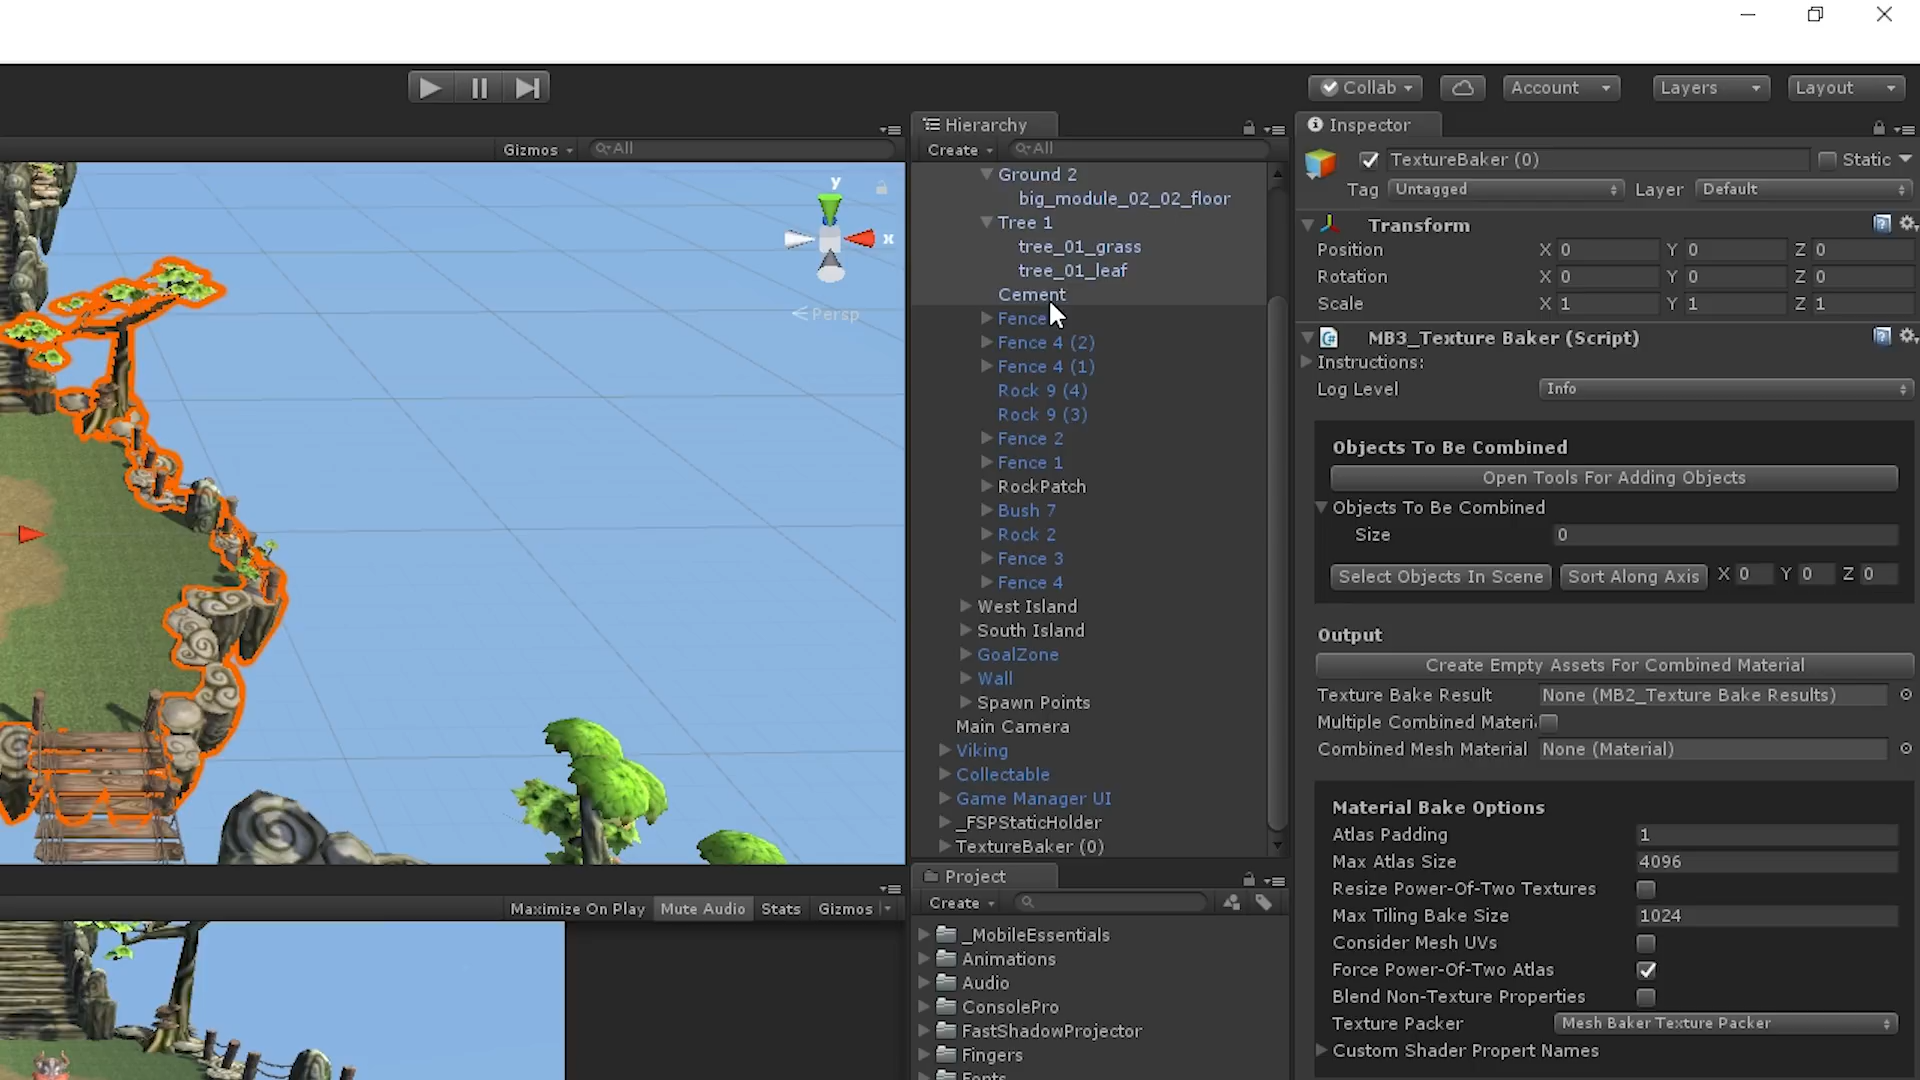 Collab
Account
Layers
Layout
Gizmos
All
y
x
Persp
Hierarchy
Create
All
Ground 2
big_module_02_02_floor
Tree 1
tree_01_grass
tree_01_leaf
Cement
Fence
Fence 4 (2)
Fence 4 (1)
Rock 9 (4)
Rock 9 (3)
Fence 2
Fence 1
RockPatch
Bush 7
Rock 2
Fence 3
Fence 4
West Island
South Island
GoalZone
Wall
Spawn Points
Main Camera
Viking
Collectable
Game Manager UI
_FSPStaticHolder
TextureBaker (0)
Maximize On Play
Mute Audio
Stats
Gizmos
Project
Create
_MobileEssentials
Animations
Audio
ConsolePro
FastShadowProjector
Fingers
Fonts
Inspector
TextureBaker (0)
Static
Tag Untagged Layer Default
Transform
Position X 0 Y 0 Z 0
Rotation X 0 Y 0 Z 0
Scale X 1 Y 1 Z 1
MB3_Texture Baker (Script)
Instructions:
Log Level Info
Objects To Be Combined
Open Tools For Adding Objects
Objects To Be Combined
Size 0
Select Objects In Scene Sort Along Axis X 0 Y 0 Z 0
Output
Create Empty Assets For Combined Material
Texture Bake Result None (MB2_Texture Bake Results)
Multiple Combined Materi
Combined Mesh Material None (Material)
Material Bake Options
Atlas Padding 1
Max Atlas Size 4096
Resize Power-Of-Two Textures
Max Tiling Bake Size 1024
Consider Mesh UVs
Force Power-Of-Two Atlas
Blend Non-Texture Properties
Texture Packer Mesh Baker Texture Packer
Custom Shader Propert Names